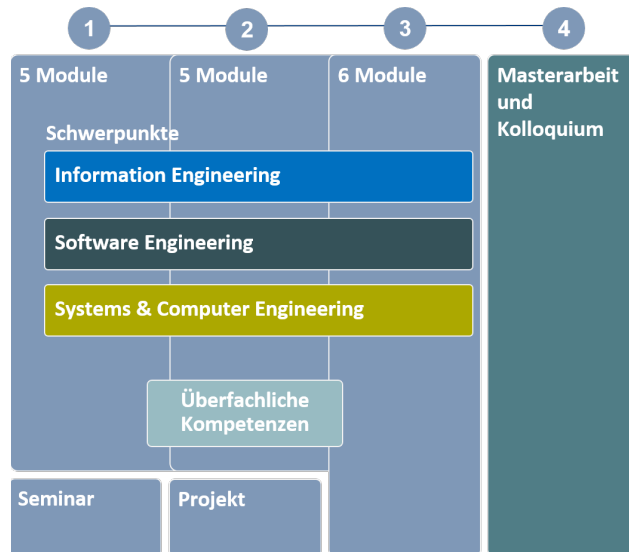 1
2
3
4
5 Module
5 Module
6 Module
Masterarbeit
und
Kolloquium
Schwerpunkte
Information Engineering
Software Engineering
Systems & Computer Engineering
Überfachliche
Kompetenzen
Seminar
Projekt